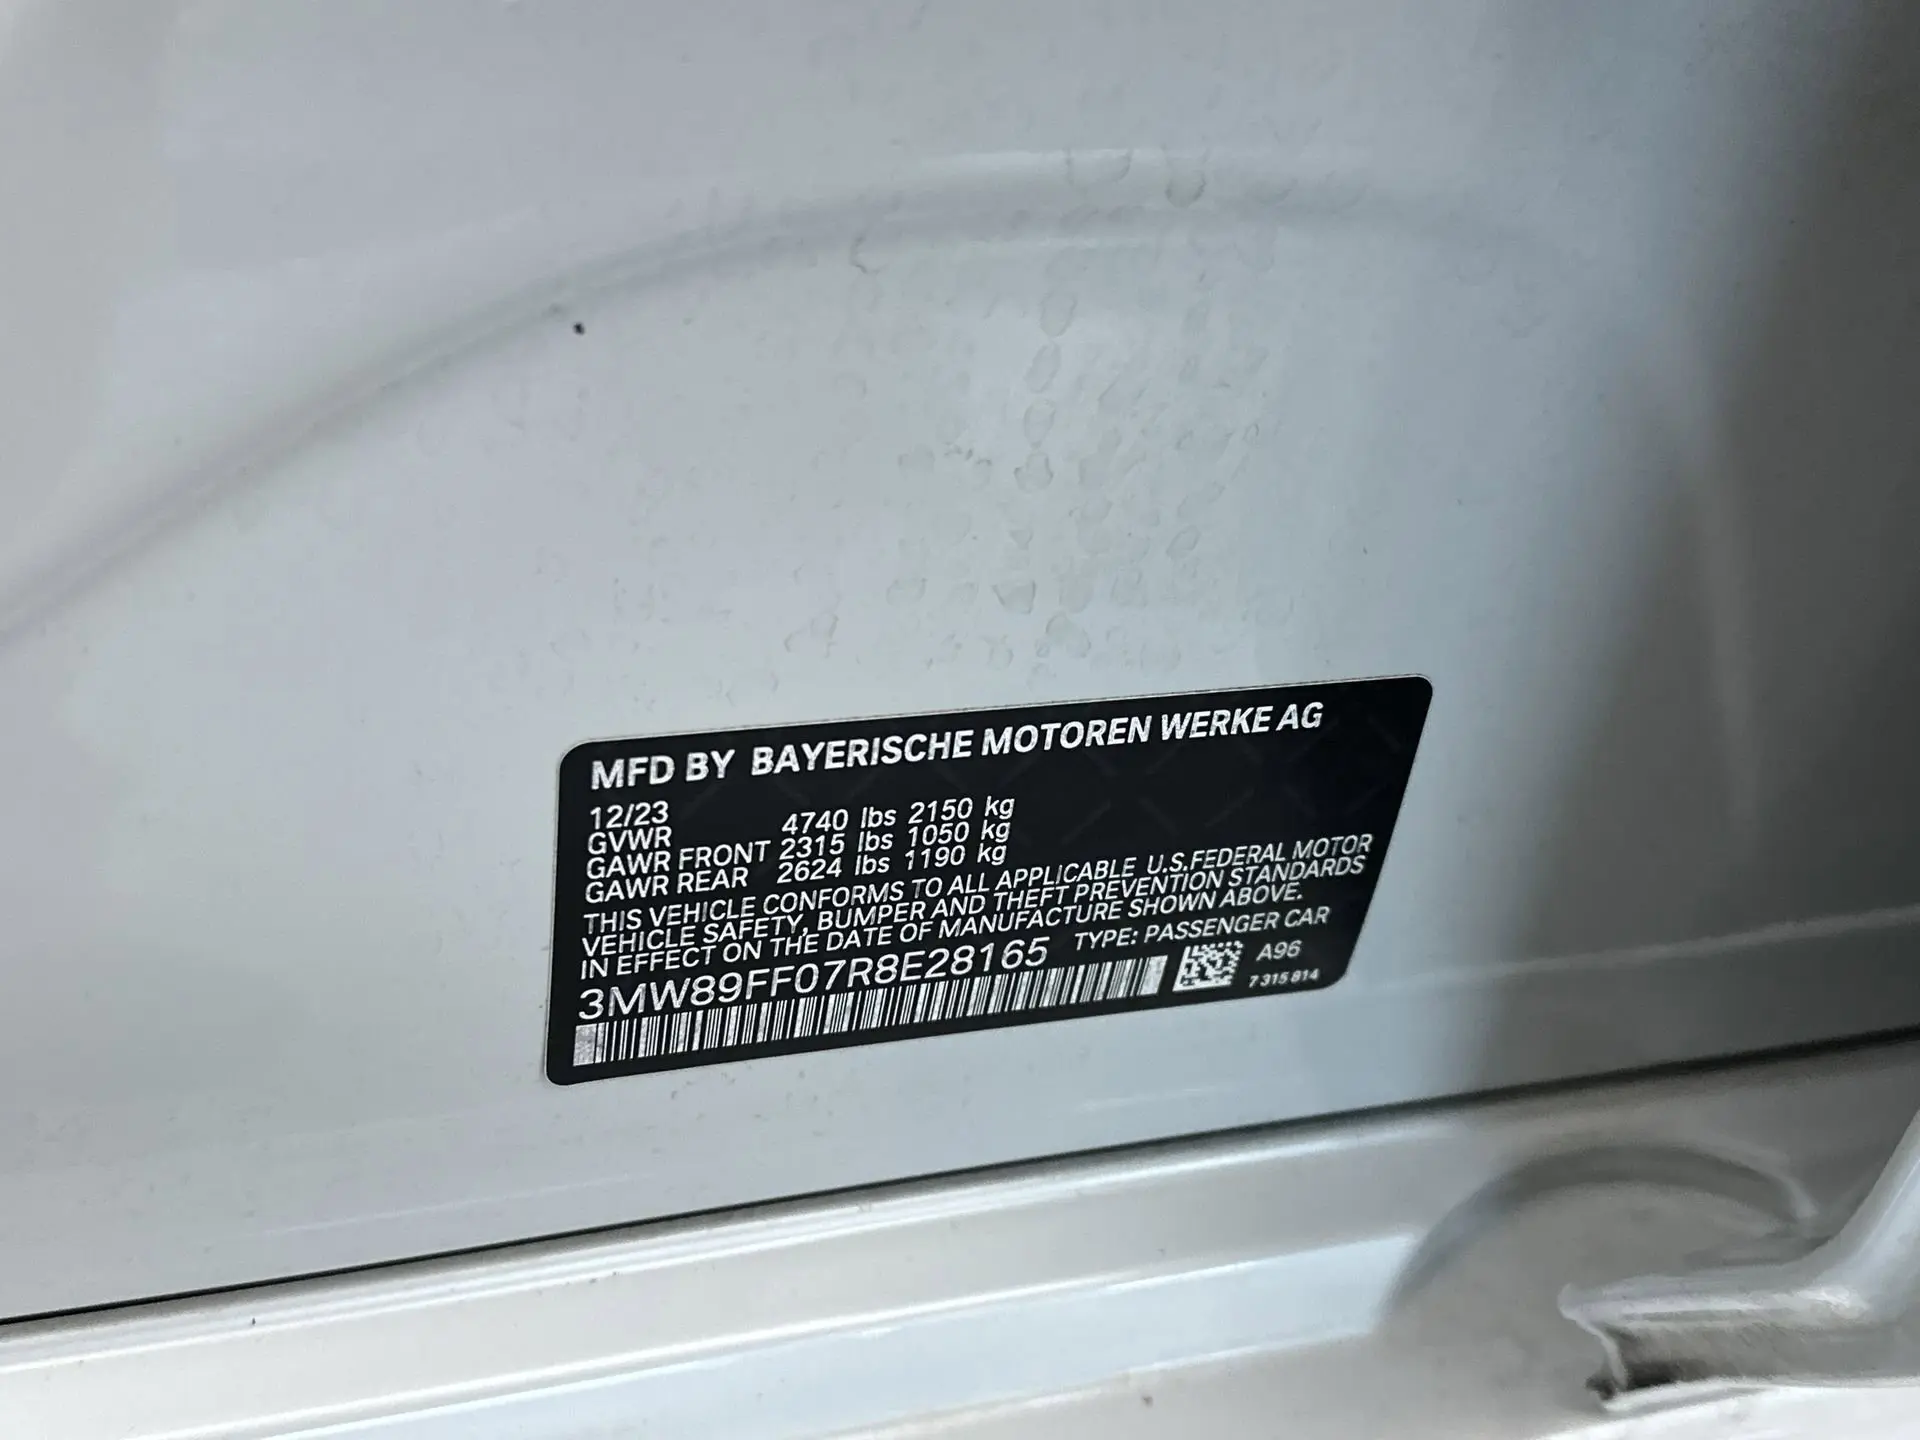 MFD BY BAYERISCHE MOTOREN WERKE AG
12/23
GVWR 4740 lbs 2150 kg
GAWR FRONT 2315 lbs 1050 kg
GAWR REAR 2624 lbs 1190 kg
THIS VEHICLE CONFORMS TO ALL APPLICABLE U.S.FEDERAL MOTOR
VEHICLE SAFETY, BUMPER AND THEFT PREVENTION STANDARDS
IN EFFECT ON THE DATE OF MANUFACTURE SHOWN ABOVE.
3MW89FF07R8E28165 TYPE: PASSENGER CAR
A96
7 315 814